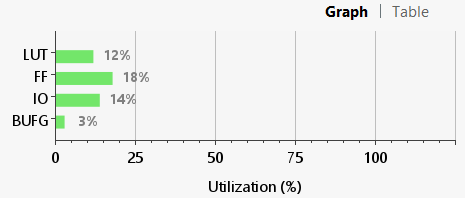 Graph | Table
LUT 12%
FF 18%
IO 14%
BUFG 3%
0 25 50 75 100
Utilization (%)